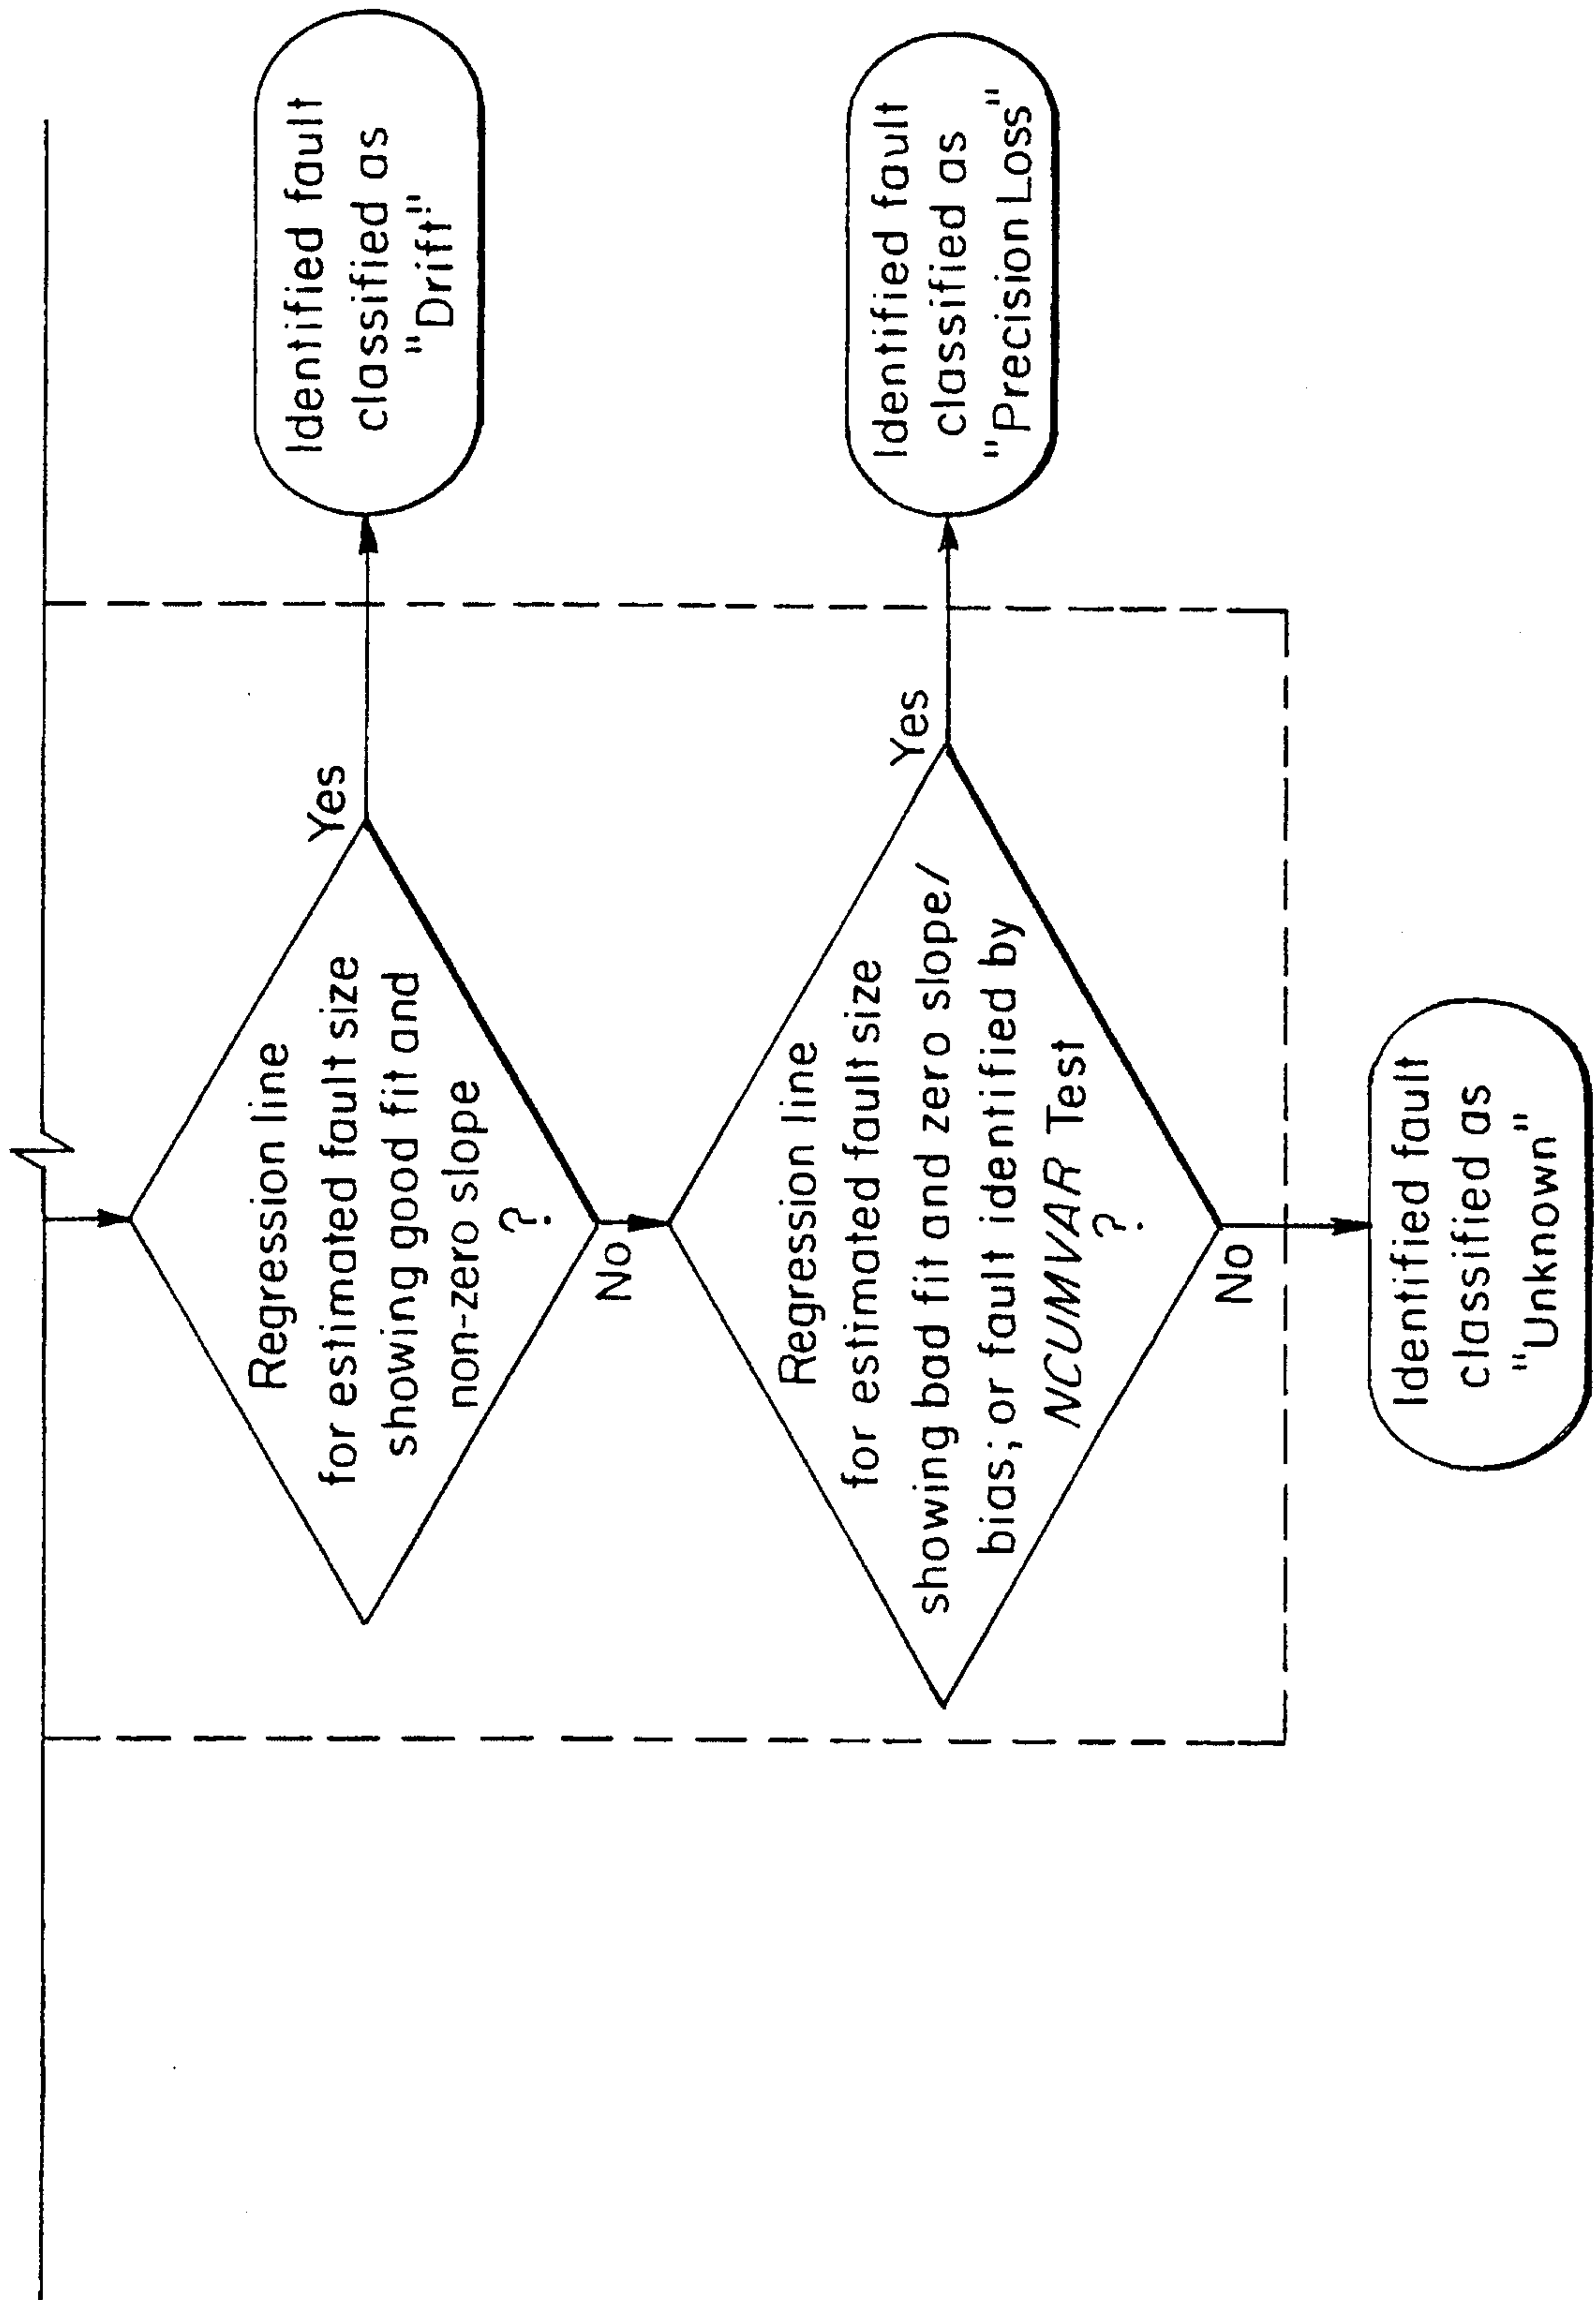 Regression line
for estimated fault size
showing good fit and
non-zero slope
?
Yes
No
Identified fault
classified as
"Drift"
Regression line
for estimated fault size
showing bad fit and zero slope/
bias; or fault identified by
NCUMVAR Test
?
Yes
No
Identified fault
classified as
"Precision Loss"
Identified fault
classified as
"Unknown"